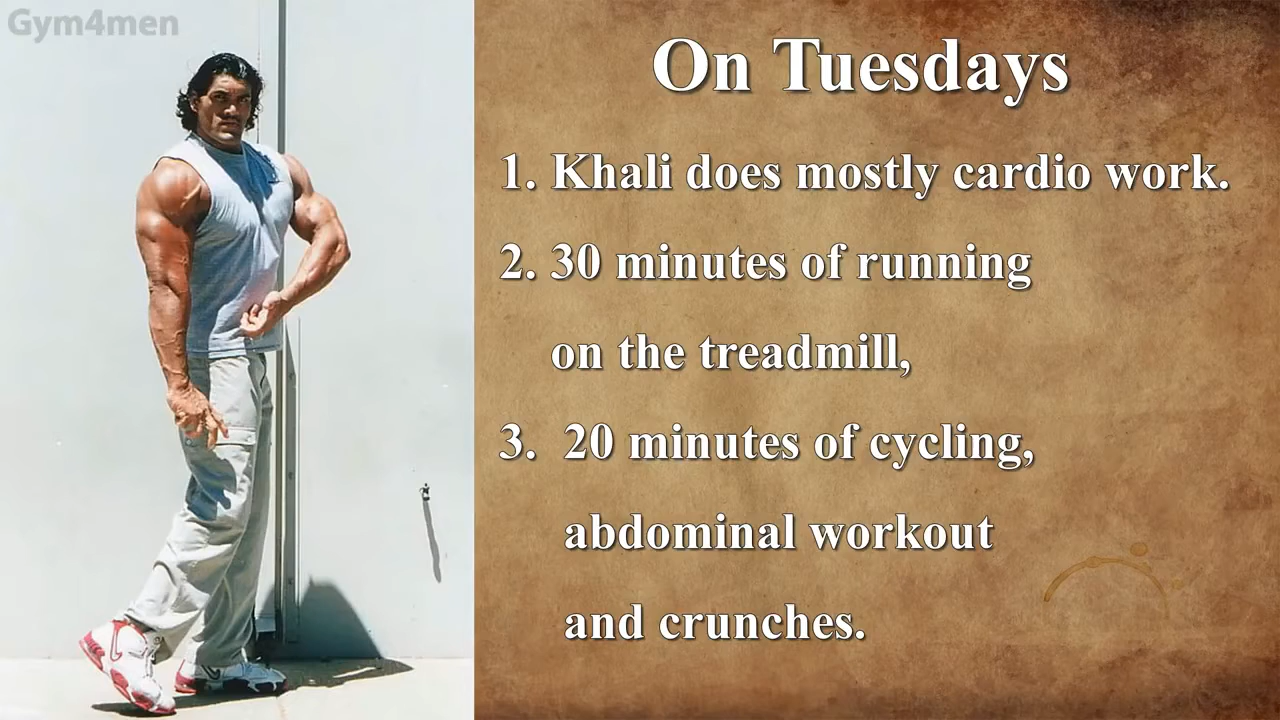 Gym4men
On Tuesdays
1. Khali does mostly cardio work.
2. 30 minutes of running
on the treadmill,
3. 20 minutes of cycling,
abdominal workout
and crunches.